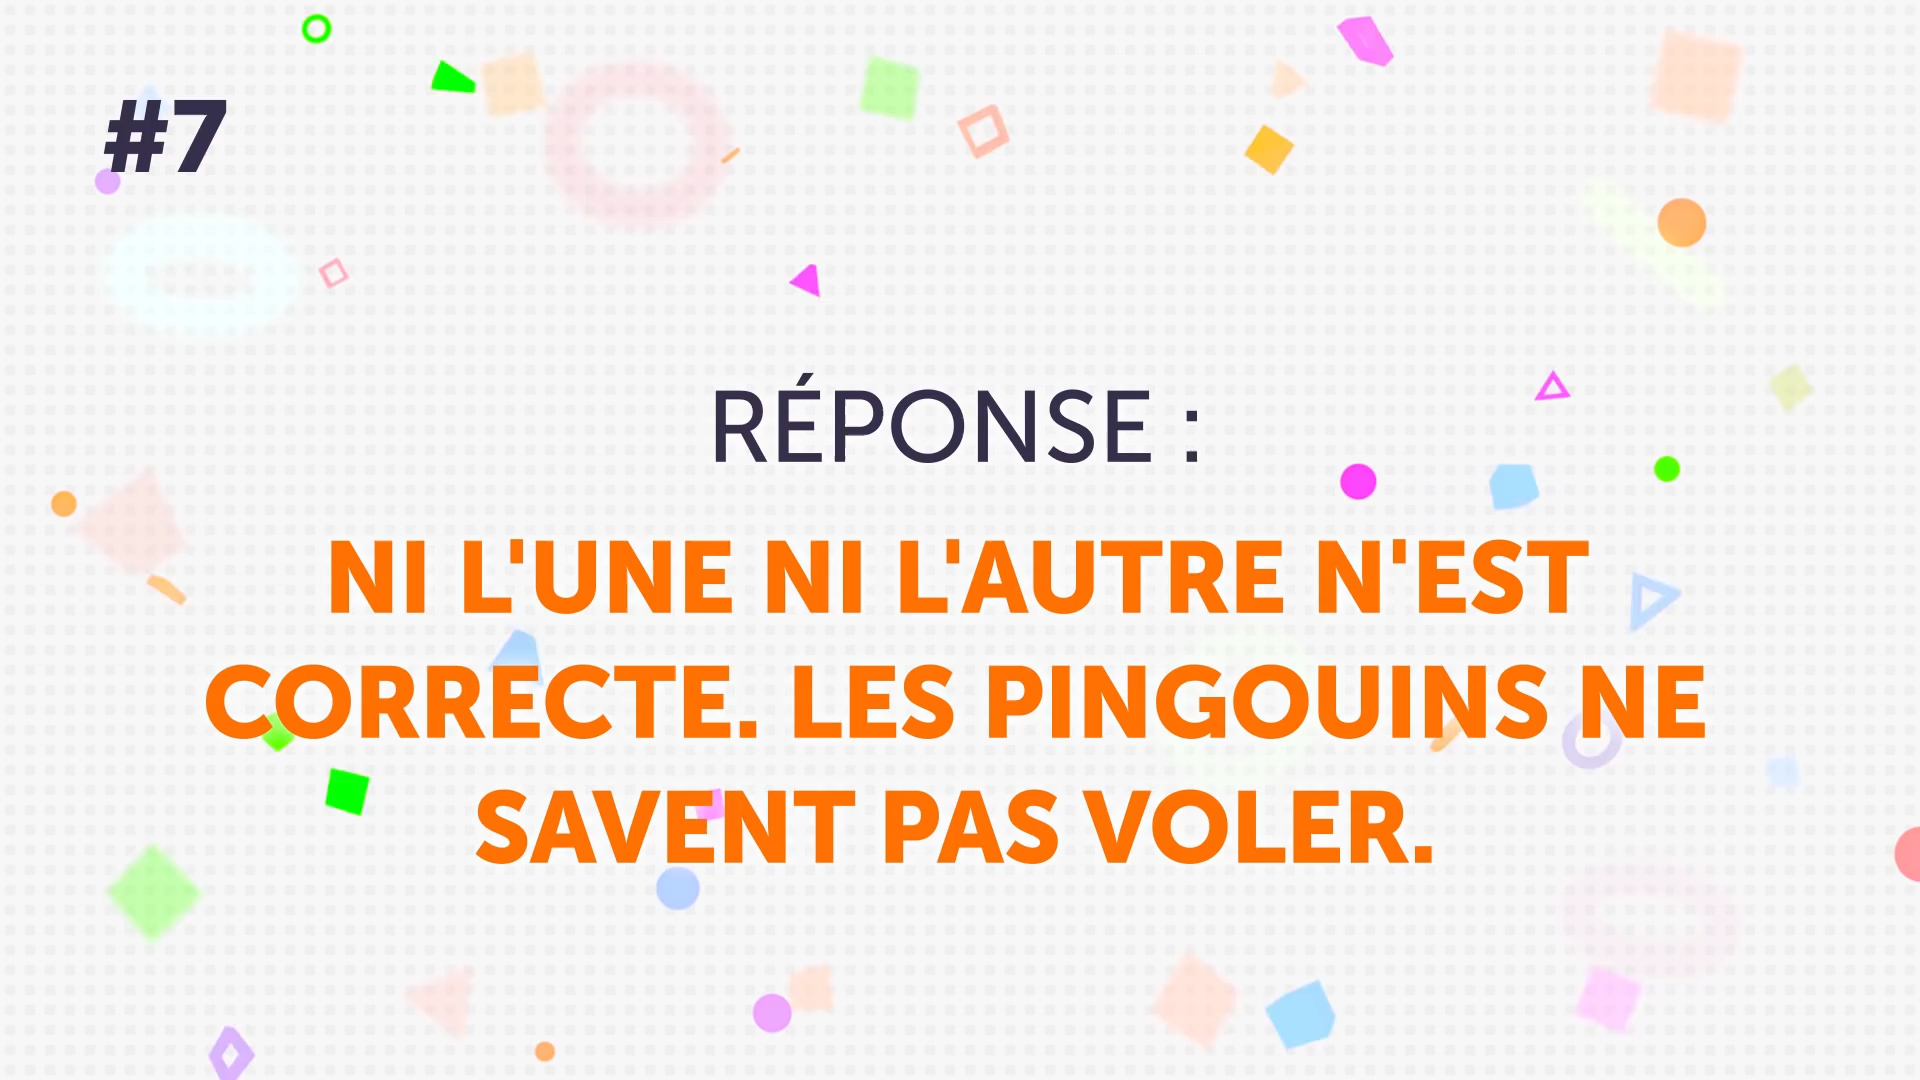 #7
RÉPONSE :
NI L'UNE NI L'AUTRE N'EST
CORRECTE. LES PINGOUINS NE
SAVENT PAS VOLER.